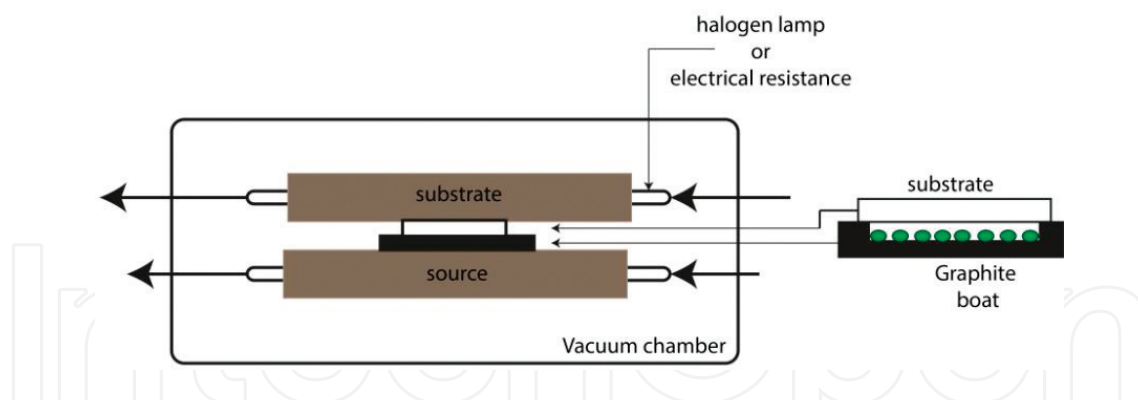 halogen lamp
or
electrical resistance
substrate
source
Vacuum chamber
substrate
Graphite
boat